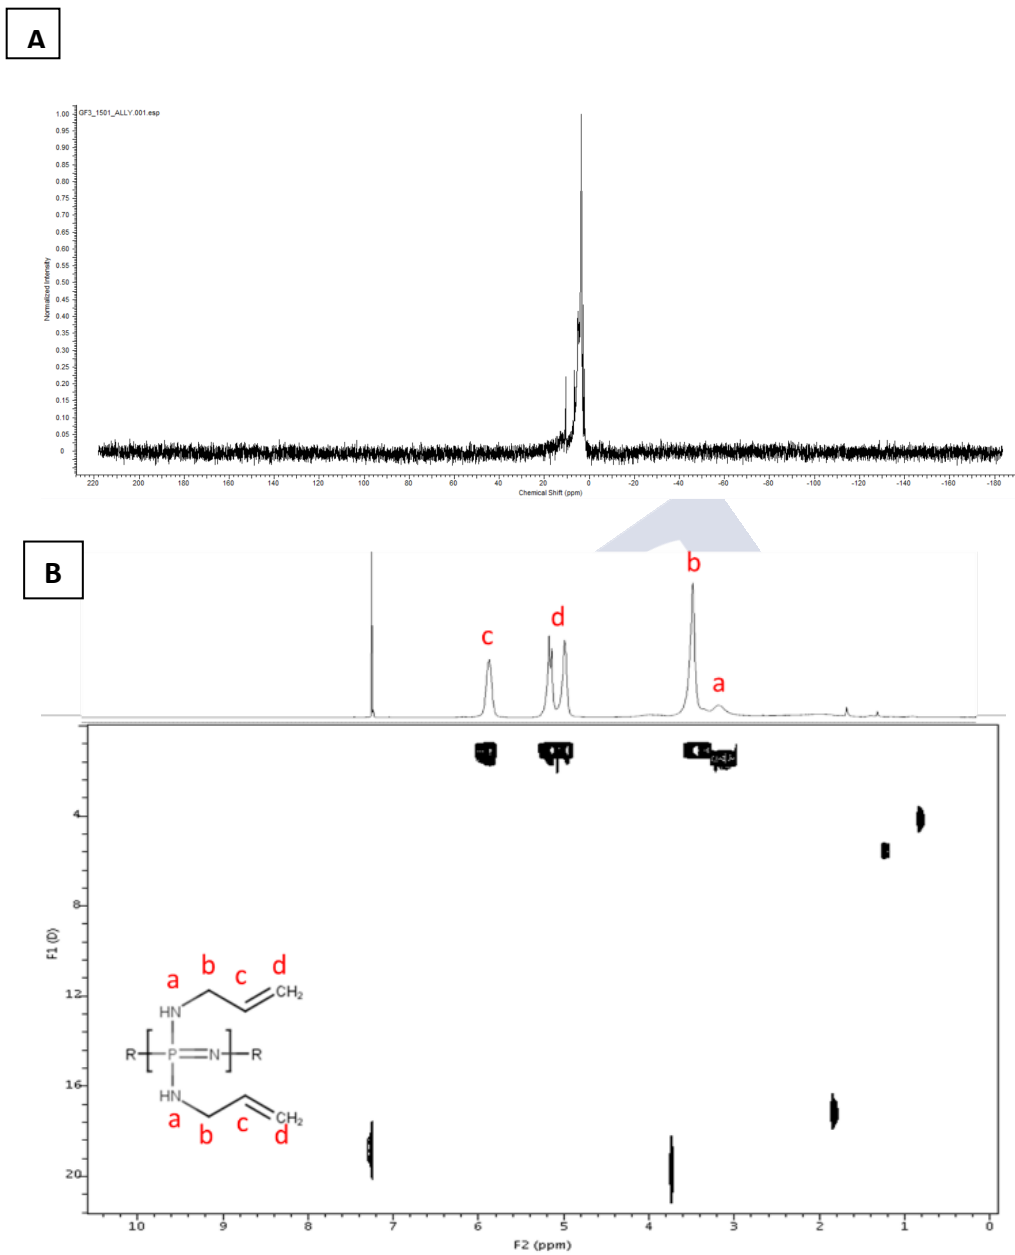 A
GF3_1501_ALLY.001.esp
1.00
0.95
0.90
0.85
0.80
0.75
0.70
0.65
0.60
0.55
0.50
0.45
0.40
0.35
0.30
0.25
0.20
0.15
0.10
0.05
0
Normalized Intensity
220 200 180 160 140 120 100 80 60 40 20 0 -20 -40 -60 -80 -100 -120 -140 -160 -180
Chemical Shift (ppm)
B
b
d
c
a
4
8
12
16
20
F1 (D)
a b c d
CH2
HN
R P N R
HN
CH2
a b c d
10 9 8 7 6 5 4 3 2 1 0
F2 (ppm)